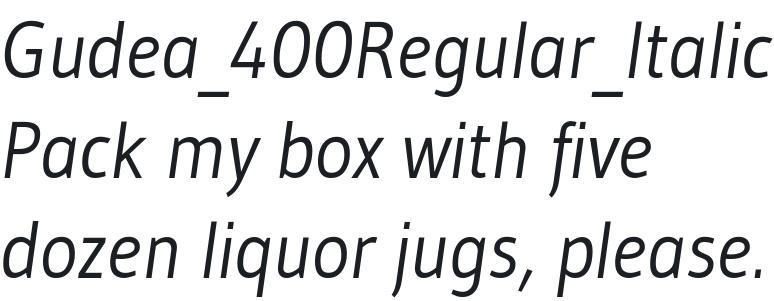 Gudea_400Regular_Italic
Pack my box with five
dozen liquor jugs, please.